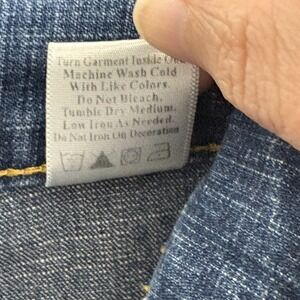 Turn Garment Inside Out
Machine Wash Cold
With Like Colors.
Do Not Bleach.
Tumble Dry Medium.
Low Iron As Needed.
Do Not Iron On Decoration